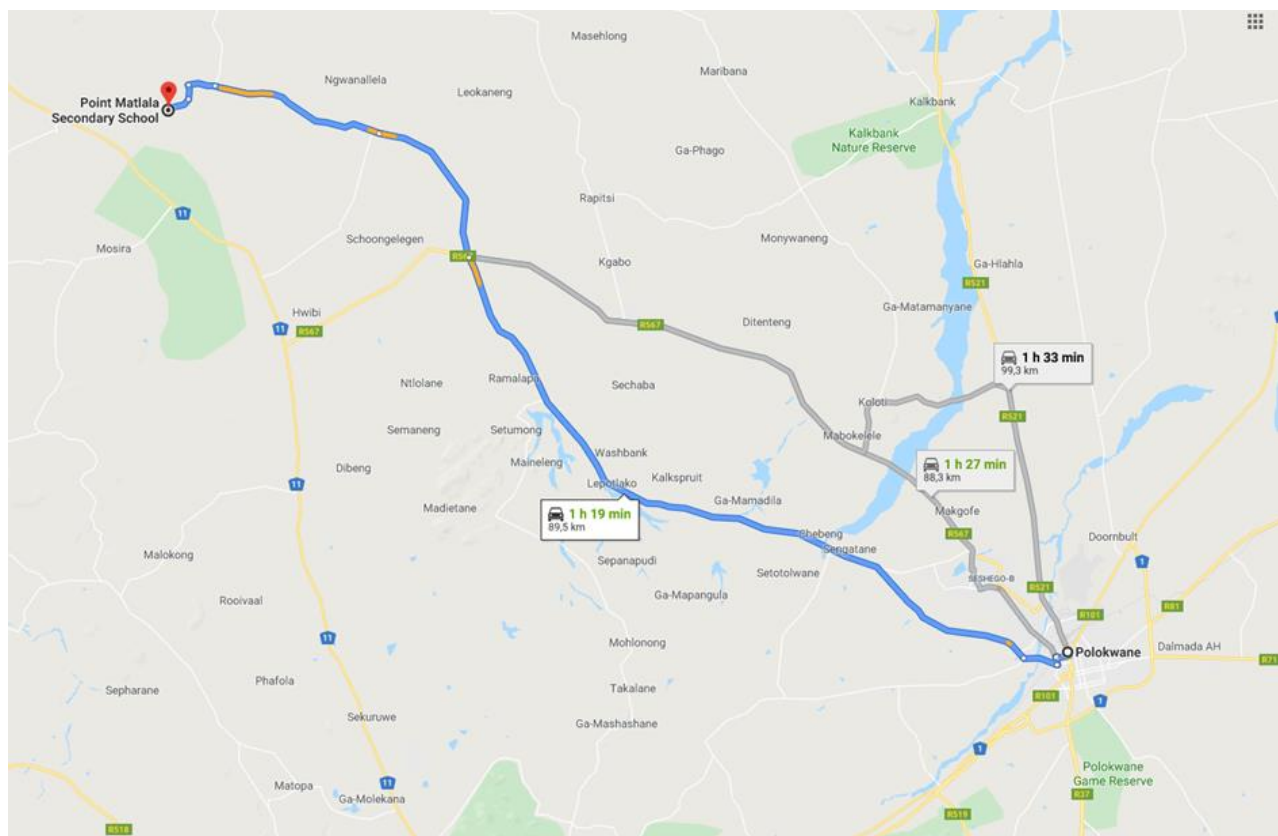 Masehlong
Maribana
Ngwanallela
Leokaneng
Point Matlala
Secondary School
Kalkbank
Kalkbank
Nature Reserve
Ga-Phago
Rapitsi
11
Mosira
Schoongelegen
Monywaneng
R567
Kgabo
Ga-Hlahla
R521
Ga-Matamanyane
Hwibi
11
R567
R567
Ditenteng
1 h 33 min
99,3 km
Ntlolane
Ramalapa
Sechaba
Koloti
R521
Semaneng
Setumong
Mabokelele
Washbank
Maineleng
Dibeng
1 h 27 min
88,3 km
11
Lepotlako
Kalkspruit
Ga-Mamadila
Madietane
1 h 19 min
89,5 km
Makgofe
Chebeng
R567
Doornbult
Sengatane
Malokong
Sepanapudi
Setotolwane
SESHEGO-B
1
Rooivaal
Ga-Mapangula
R521
R101
R81
11
Mohlonong
Polokwane
Dalmada AH
R71
Sepharane
Phafola
Takalane
R101
1
Sekuruwe
Ga-Mashashane
1
Matopa
11
Ga-Molekana
Polokwane
Game Reserve
R37
R519
R518